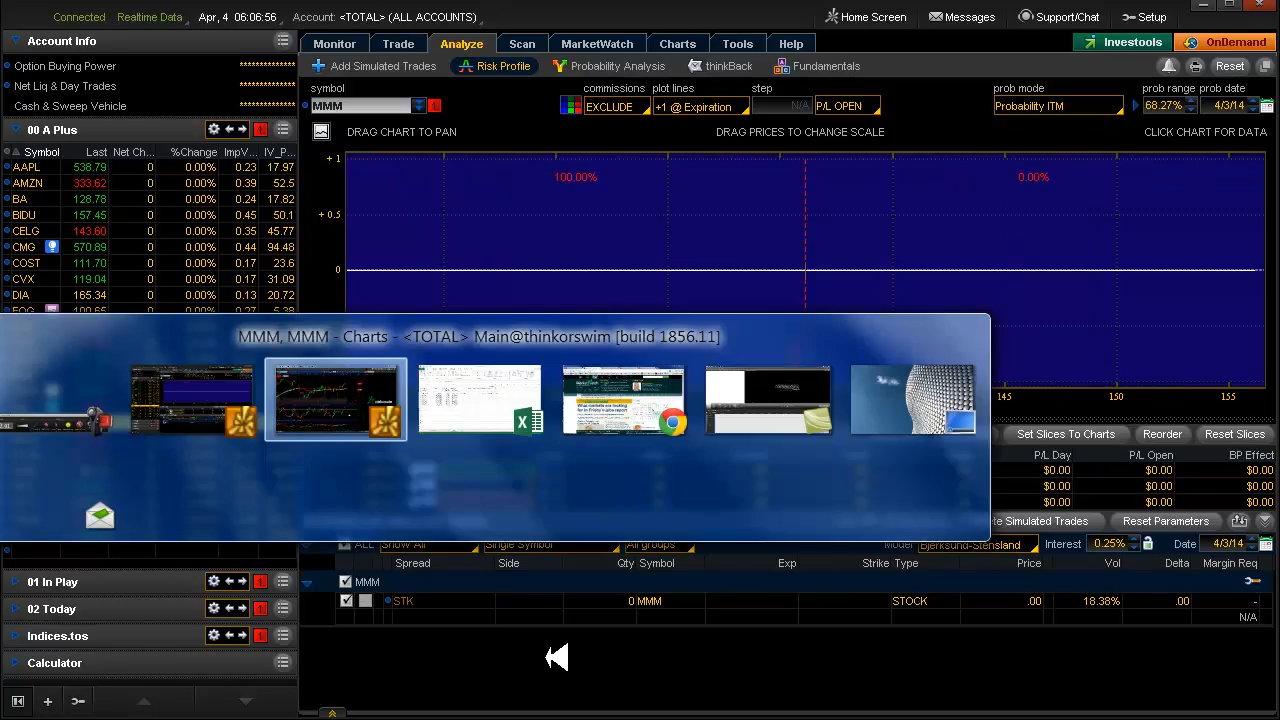 Connected Realtime Data Apr, 4 06:06:56 Account: <TOTAL> (ALL ACCOUNTS) Home Screen Messages Support/Chat Setup
Account Info
Option Buying Power **************
Net Liq & Day Trades **************
Cash & Sweep Vehicle **************
00 A Plus 1
Symbol Last Net Ch... %Change ImpV... IV_P...
AAPL 538.79 0 0.00% 0.23 17.97
AMZN 333.62 0 0.00% 0.39 52.5
BA 128.78 0 0.00% 0.24 17.82
BIDU 157.45 0 0.00% 0.45 50.1
CELG 143.60 0 0.00% 0.35 45.77
CMG 570.89 0 0.00% 0.44 94.48
COST 111.70 0 0.00% 0.17 23.6
CVX 119.04 0 0.00% 0.17 31.09
DIA 165.34 0 0.00% 0.13 20.72
01 In Play 1
02 Today 1
Indices.tos 1
Calculator
Monitor Trade Analyze Scan MarketWatch Charts Tools Help Investools OnDemand
Add Simulated Trades Risk Profile Probability Analysis thinkBack Fundamentals Reset
symbol commissions plot lines step prob mode prob range prob date
MMM 1 EXCLUDE +1 @ Expiration N/A P/L OPEN Probability ITM 68.27% 4/3/14
DRAG CHART TO PAN DRAG PRICES TO CHANGE SCALE CLICK CHART FOR DATA
+ 1
100.00% 0.00%
+ 0.5
0
MMM, MMM - Charts - <TOTAL> Main@thinkorswim [build 1856.11]
150 155
Set Slices To Charts Reorder Reset Slices
P/L Day P/L Open BP Effect
$0.00 $0.00 $0.00
$0.00 $0.00 $0.00
$0.00 $0.00 $0.00
Simulated Trades Reset Parameters
ALL Show All Single Symbol All groups Model Bjerksund-Stensland Interest 0.25% Date 4/3/14
Spread Side Qty Symbol Exp Strike Type Price Vol Delta Margin Req
MMM
STK 0 MMM STOCK .00 18.38% .00 -
N/A